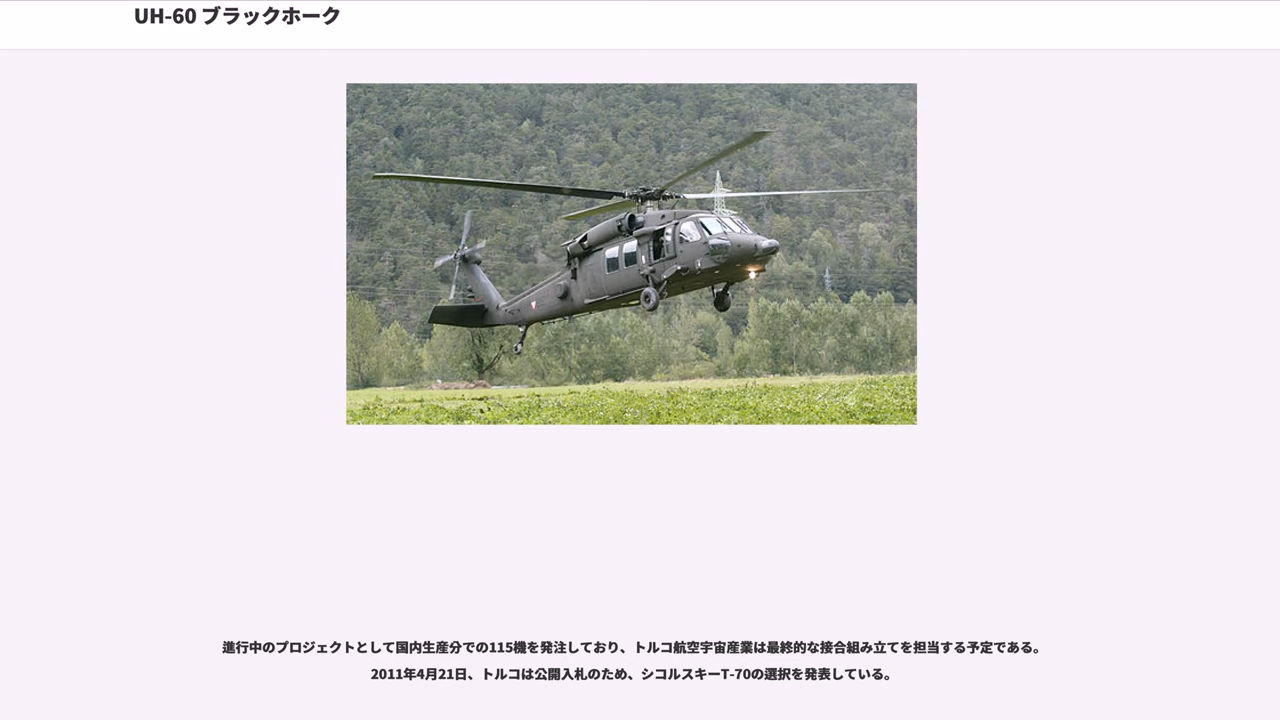 UH-60 ブラックホーク
進行中のプロジェクトとして国内生産分での115機を発注しており、トルコ航空宇宙産業は最終的な接合組み立てを担当する予定である。
2011年4月21日、トルコは公開入札のため、シコルスキーT-70の選択を発表している。